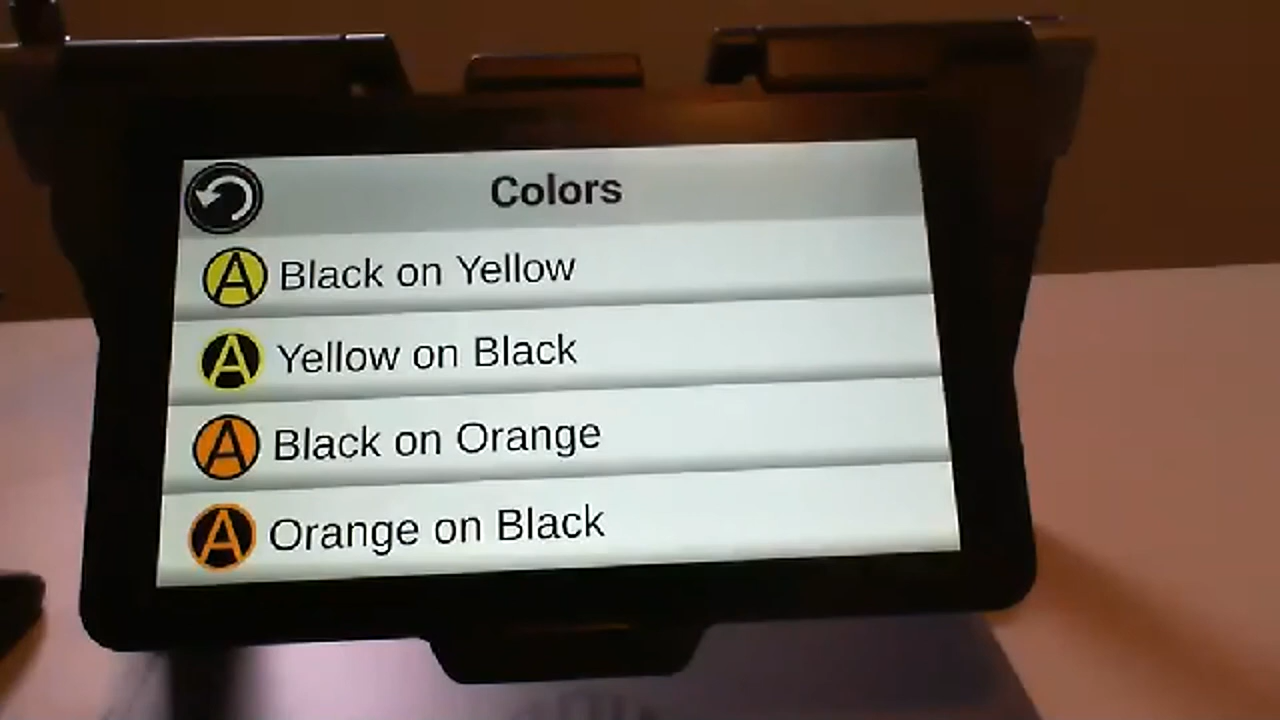 Colors
A Black on Yellow
A Yellow on Black
A Black on Orange
A Orange on Black